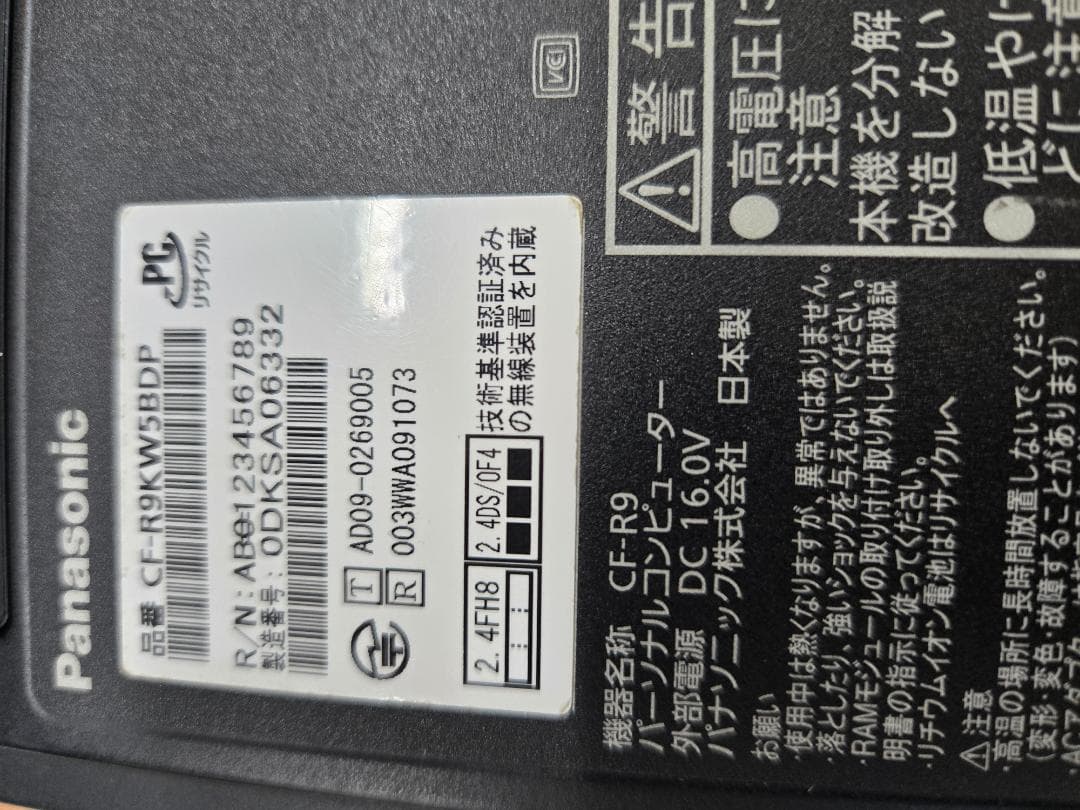 Panasonic
品番 CF-R9KW5BDP
PC
リサイクル
R/N: AB0123456789
製造番号: 0DKSA06332
T AD09-0269005
R 003WWA091073
2.4FH8
2.4DS/OF4
技術基準認証済み
の無線装置を内蔵
機器名称 CF-R9
パーソナルコンピューター
外部電源 DC 16.0V
パナソニック株式会社 日本製
お願い
・使用中は熱くなりますが、異常ではありません。
・落としたり、強いショックを与えないでください。
・RAMモジュールの取り付け取り外しは取扱説
明書の指示に従ってください。
・リチウムイオン電池はリサイクルへ
⚠注意
・高温の場所に長時間放置しないでください。
(変形・変色・故障することがあります)
VCI
⚠警告
●高電圧に
注意
本機を分解
改造しない
●低温やけ
どに注意